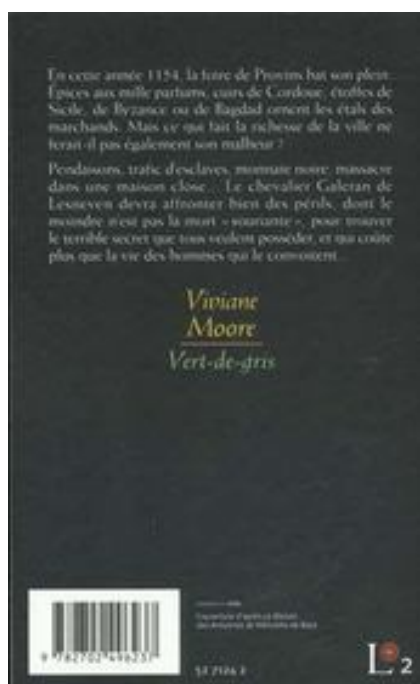 En cette année 1154, la foire de Provins bat son plein.
Épices aux mille parfums, cuirs de Cordoue, étoffes de
Sicile, de Byzance ou de Bagdad ornent les étals des
marchands. Mais ce qui fait la richesse de la ville ne
ferait-il pas également son malheur ?
Pendaisons, trafic d'esclaves, monnaie noire, massacre
dans une maison close... Le chevalier Galeran de
Lesneven devra affronter bien des périls, dont le
moindre n'est pas la mort « souriante », pour trouver
le terrible secret que tous veulent posséder, et qui coûte
plus que la vie des hommes qui le convoitent...
Viviane
Moore
Vert-de-gris
9 782702 496237
L 2